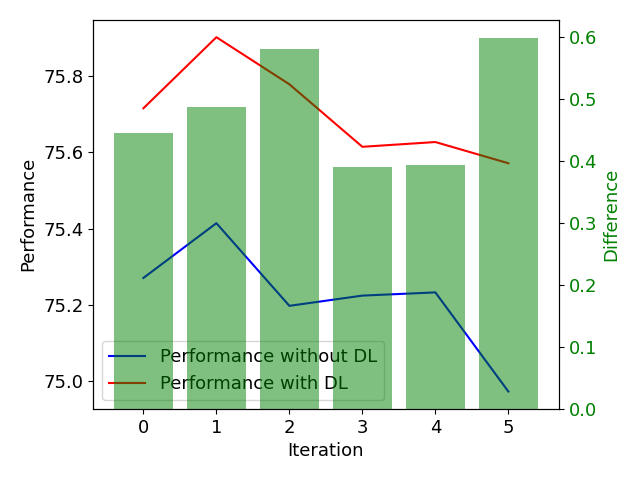 75.8
75.6
75.4
75.2
75.0
Performance
0.6
0.5
0.4
0.3
0.2
0.1
0.0
Difference
Performance without DL
Performance with DL
0 1 2 3 4 5
Iteration